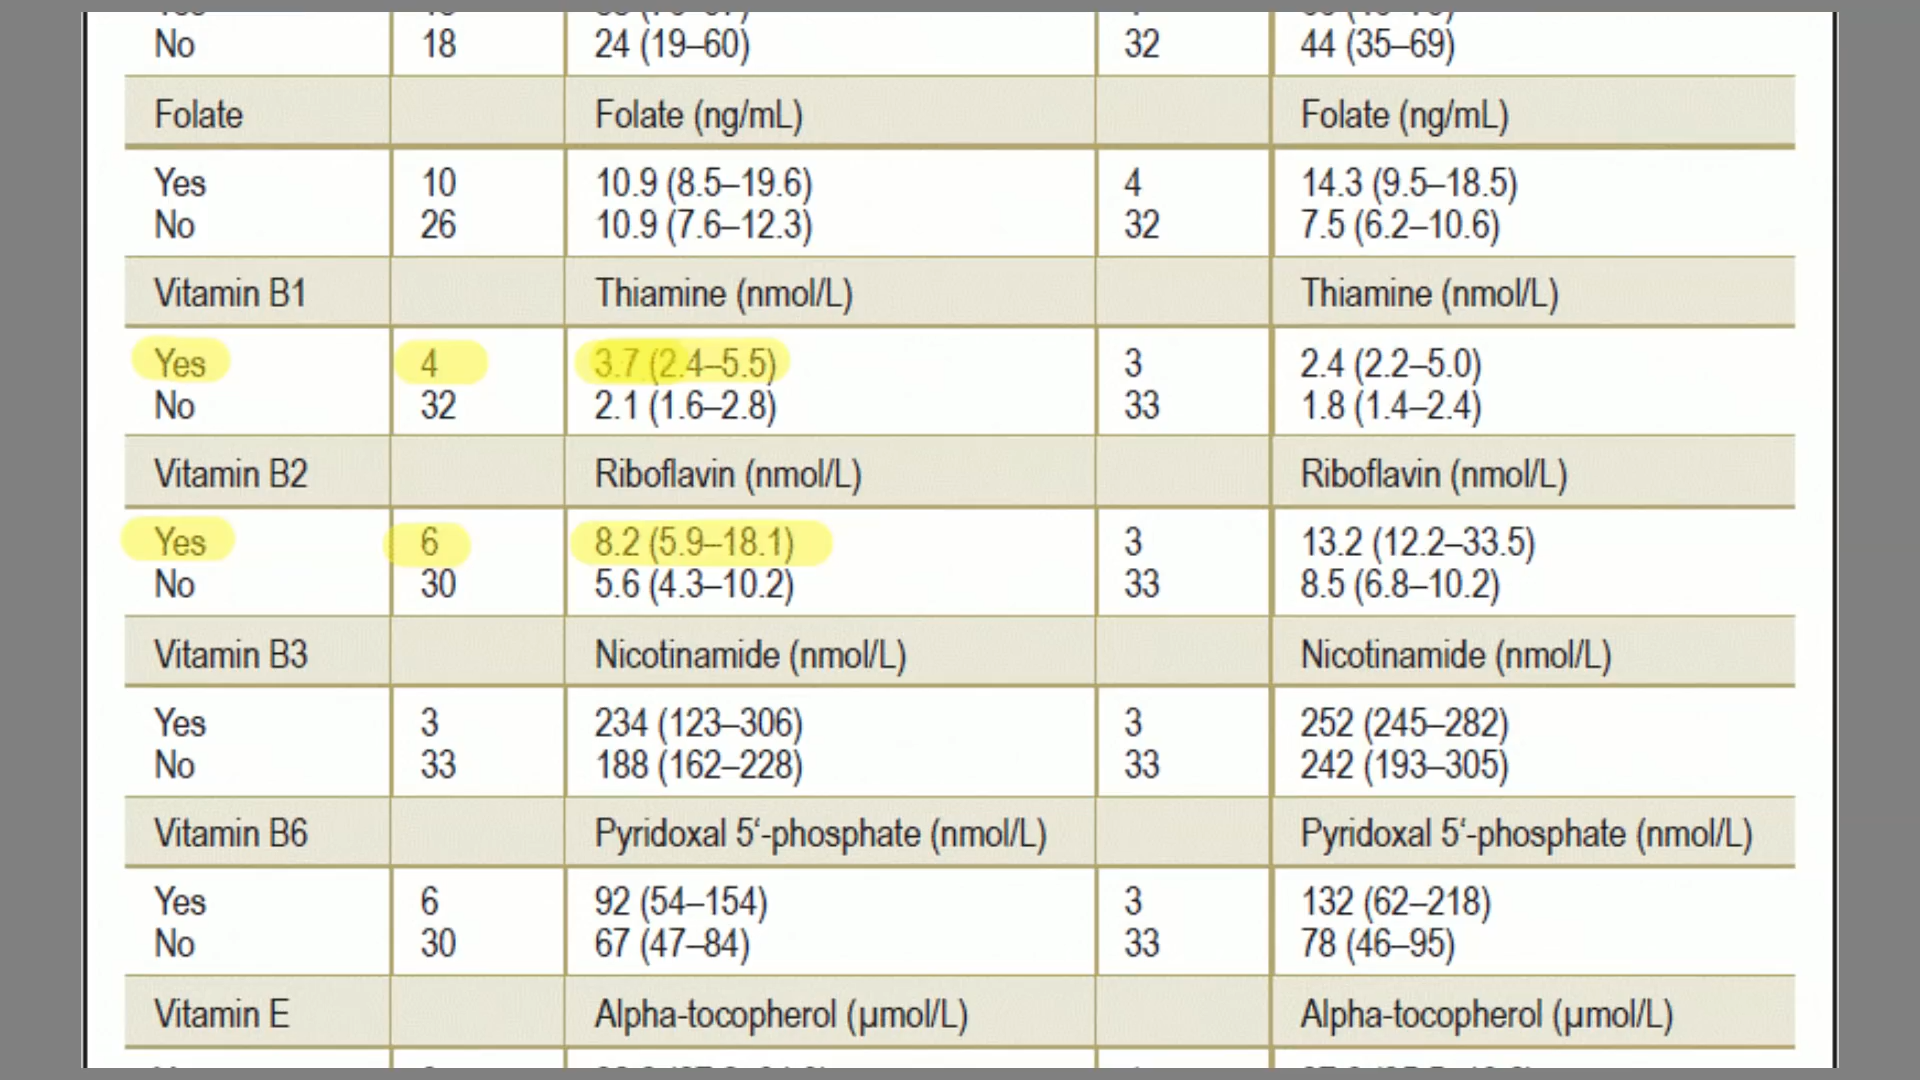 No 18 24 (19–60) 32 44 (35–69)
Folate Folate (ng/mL) Folate (ng/mL)
Yes 10 10.9 (8.5–19.6) 4 14.3 (9.5–18.5)
No 26 10.9 (7.6–12.3) 32 7.5 (6.2–10.6)
Vitamin B1 Thiamine (nmol/L) Thiamine (nmol/L)
Yes 4 3.7 (2.4–5.5) 3 2.4 (2.2–5.0)
No 32 2.1 (1.6–2.8) 33 1.8 (1.4–2.4)
Vitamin B2 Riboflavin (nmol/L) Riboflavin (nmol/L)
Yes 6 8.2 (5.9–18.1) 3 13.2 (12.2–33.5)
No 30 5.6 (4.3–10.2) 33 8.5 (6.8–10.2)
Vitamin B3 Nicotinamide (nmol/L) Nicotinamide (nmol/L)
Yes 3 234 (123–306) 3 252 (245–282)
No 33 188 (162–228) 33 242 (193–305)
Vitamin B6 Pyridoxal 5‘-phosphate (nmol/L) Pyridoxal 5‘-phosphate (nmol/L)
Yes 6 92 (54–154) 3 132 (62–218)
No 30 67 (47–84) 33 78 (46–95)
Vitamin E Alpha-tocopherol (µmol/L) Alpha-tocopherol (µmol/L)